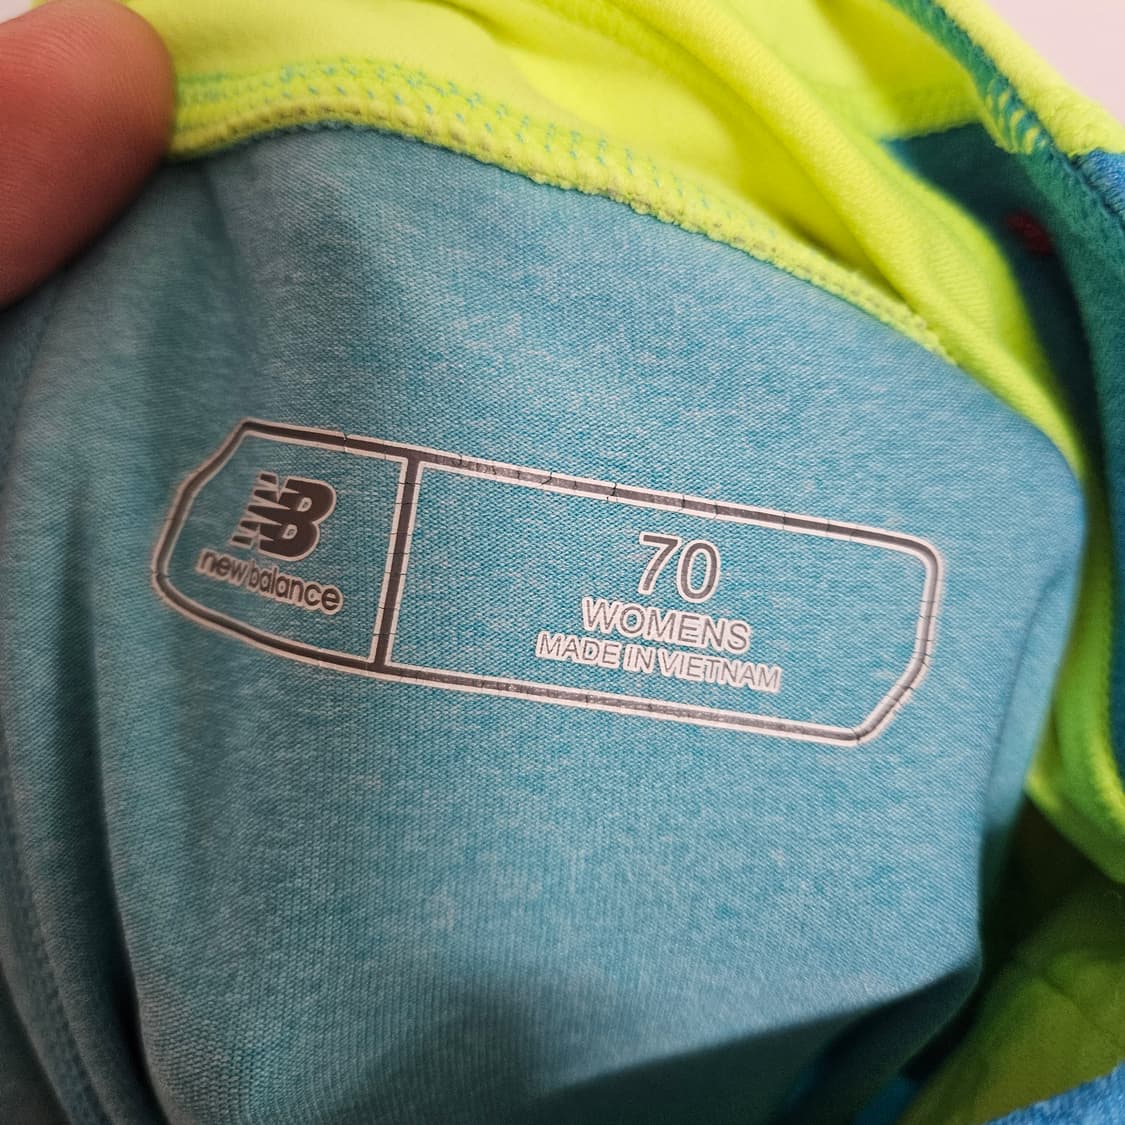 NB
new balance
70
WOMENS
MADE IN VIETNAM